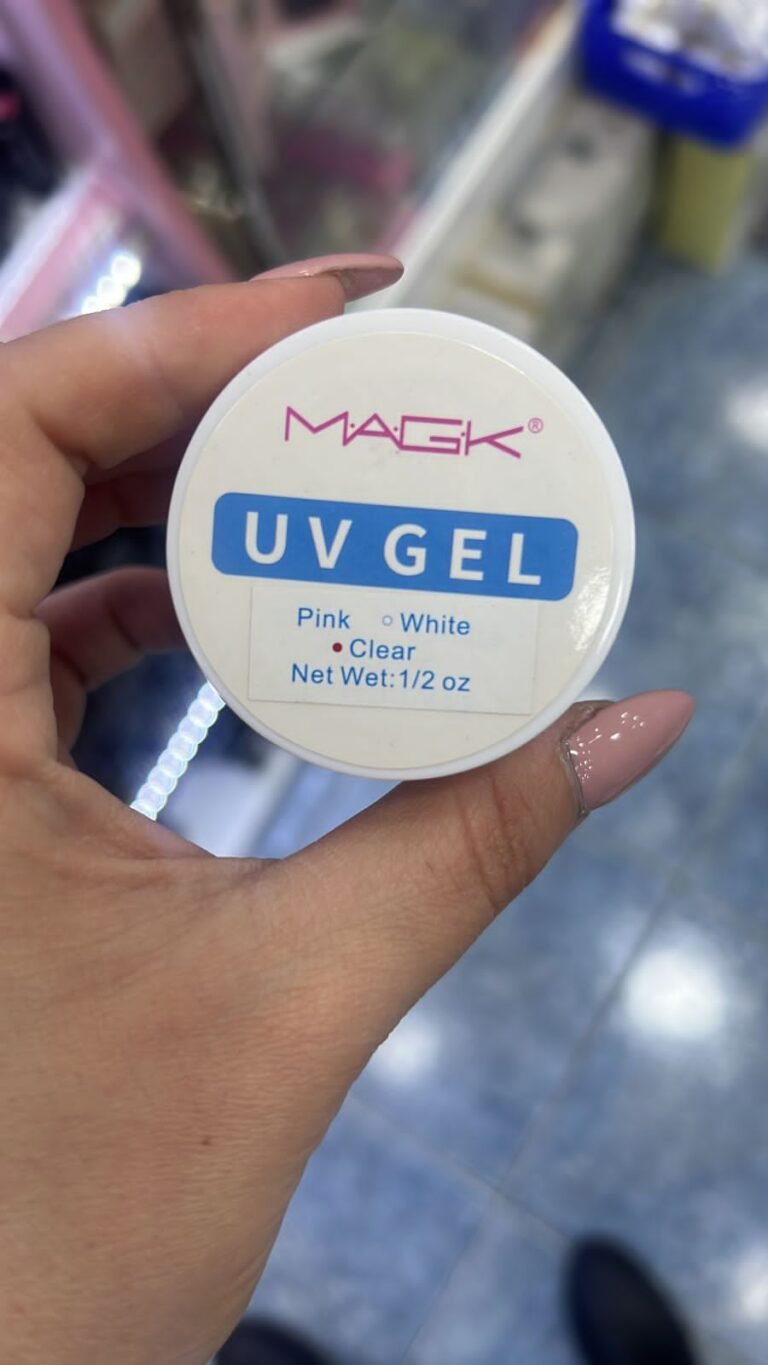 MAGK®
UV GEL
Pink ○ White
• Clear
Net Wet:1/2 oz